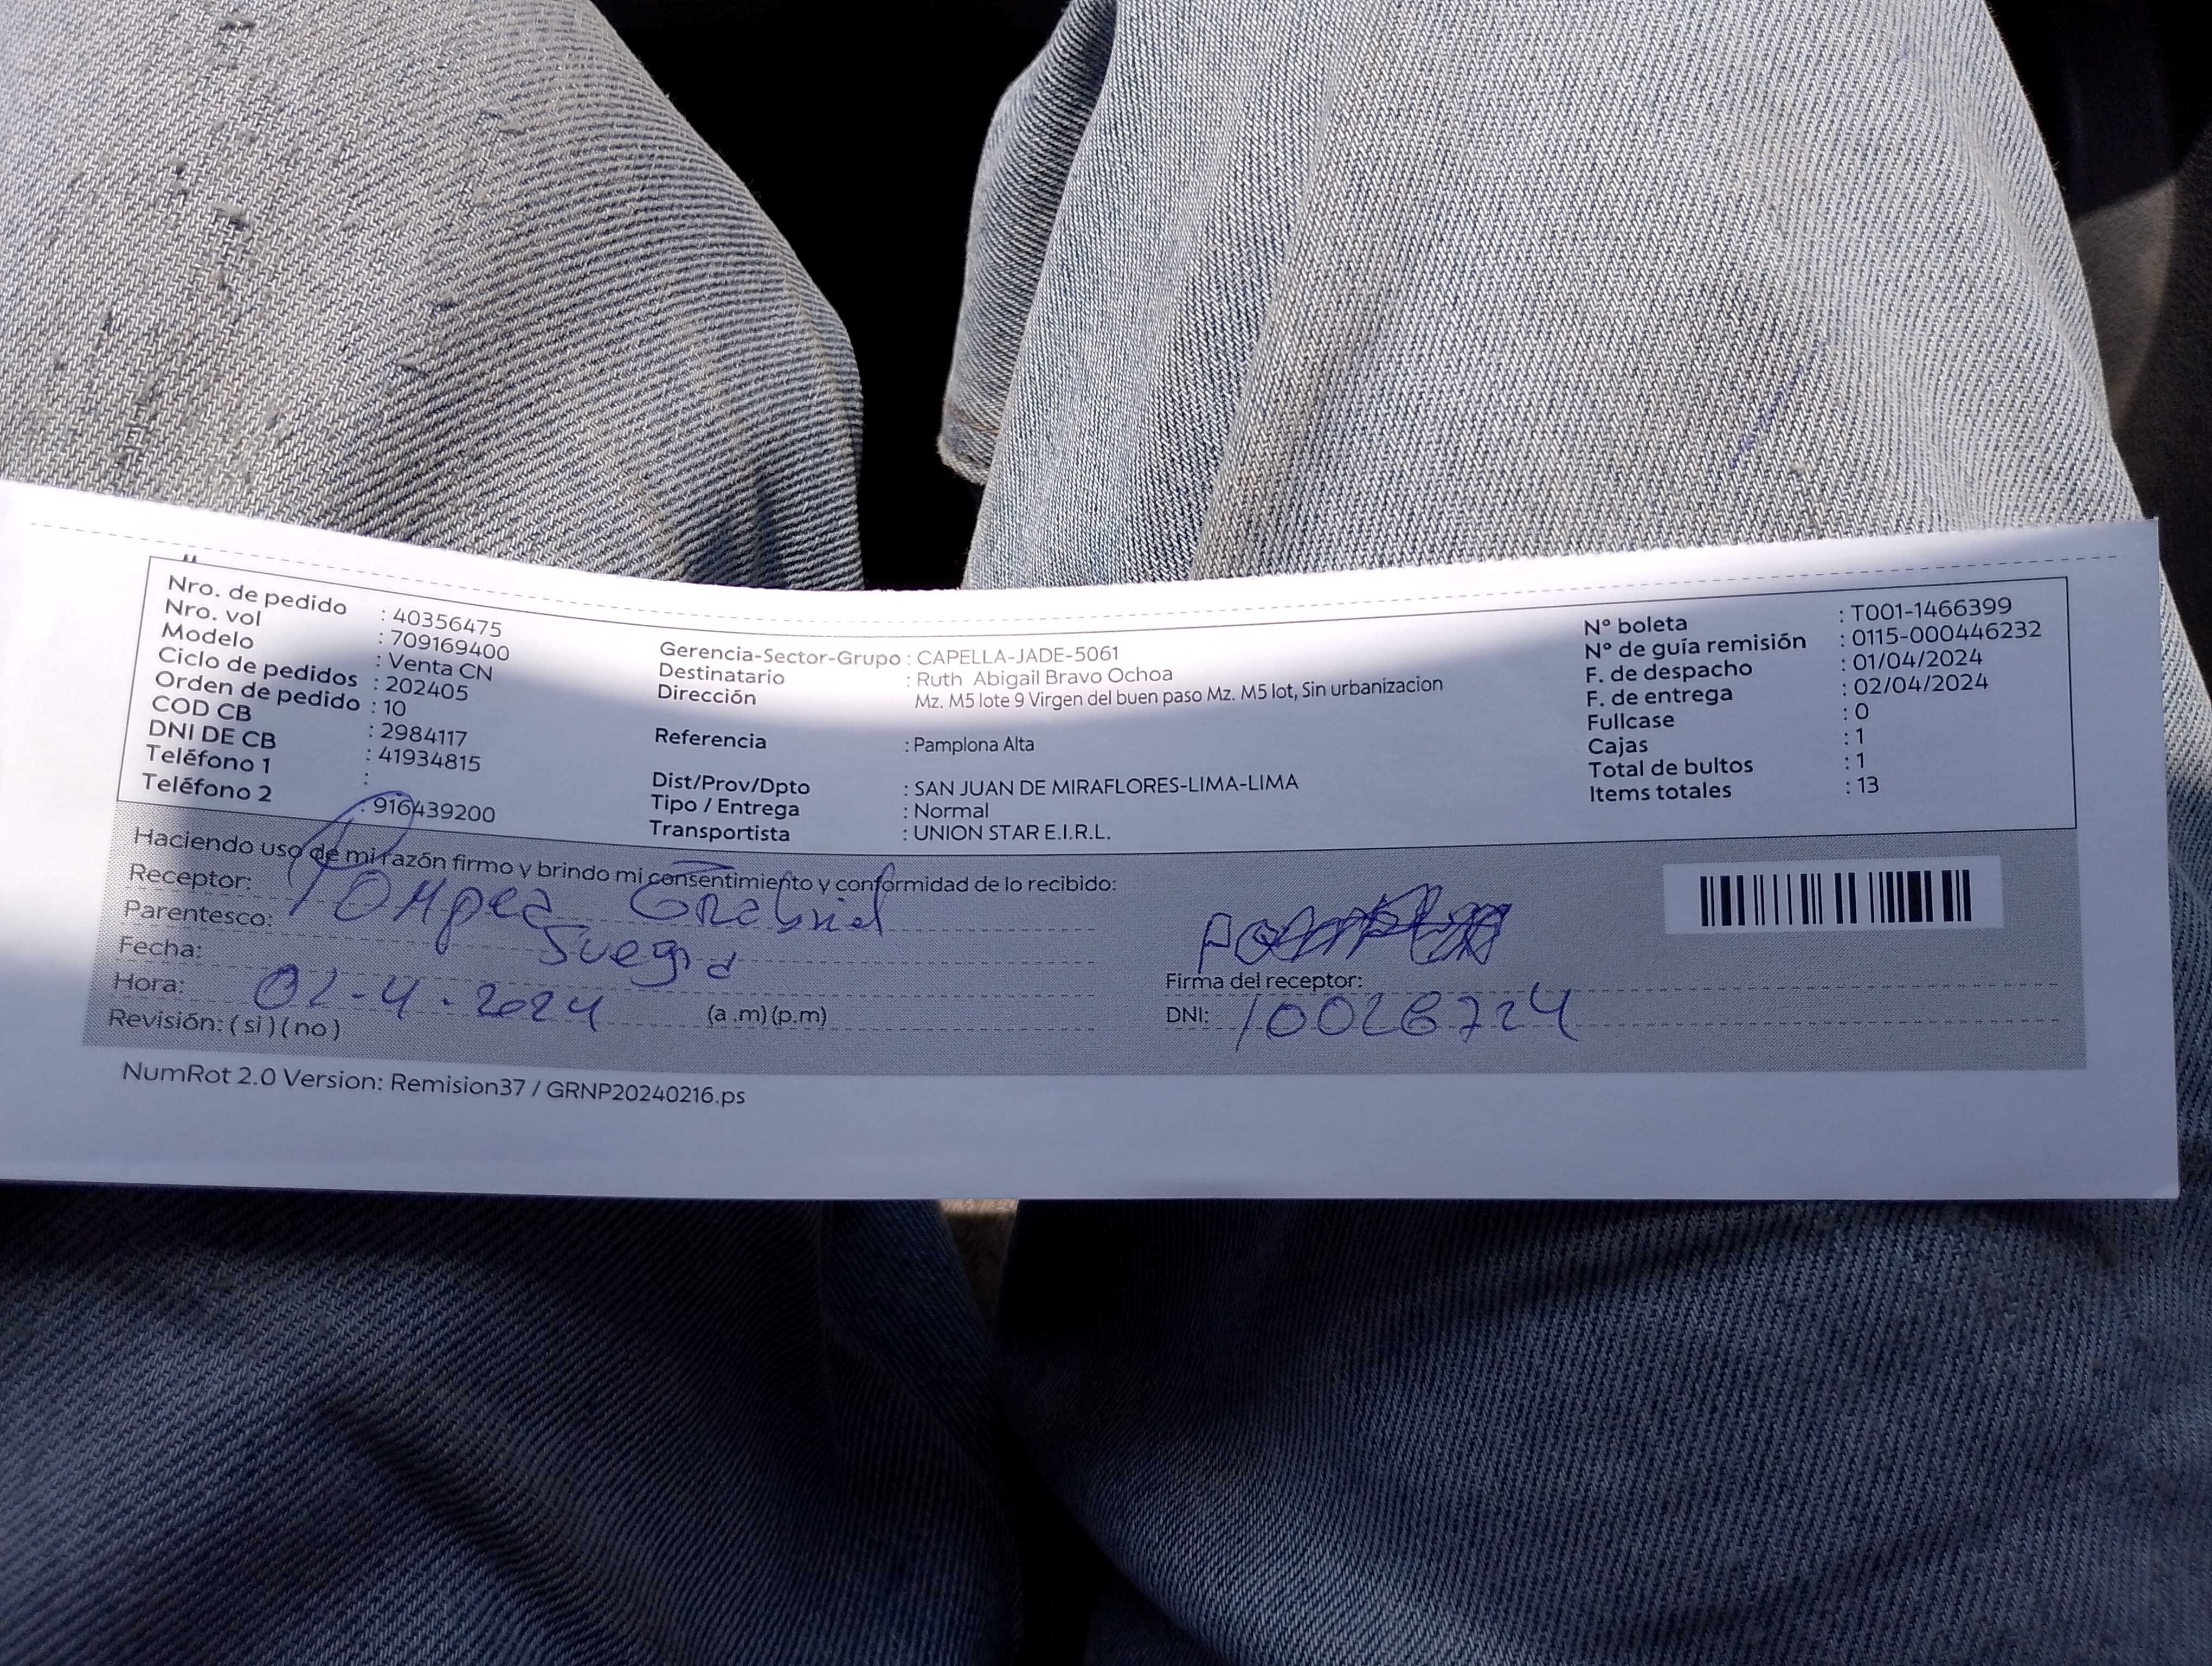 Nro. de pedido : 40356475
Nro. vol : 709169400
Modelo : Venta CN
Ciclo de pedidos : 202405
Orden de pedido : 10
COD CB : 2984117
DNI DE CB : 41934815
Teléfono 1 :
Teléfono 2 : 916439200
Gerencia-Sector-Grupo : CAPELLA-JADE-5061
Destinatario : Ruth Abigail Bravo Ochoa
Dirección Mz. M5 lote 9 Virgen del buen paso Mz. M5 lot, Sin urbanizacion
Referencia : Pamplona Alta
Dist/Prov/Dpto : SAN JUAN DE MIRAFLORES-LIMA-LIMA
Tipo / Entrega : Normal
Transportista : UNION STAR E.I.R.L.
N° boleta : T001-1466399
N° de guía remisión : 0115-000446232
F. de despacho : 01/04/2024
F. de entrega : 02/04/2024
Fullcase : 0
Cajas : 1
Total de bultos : 1
Items totales : 13
Haciendo uso de mi razón firmo y brindo mi consentimiento y conformidad de lo recibido:
Receptor: Gabriel
Parentesco: Suegra
Fecha:
Hora: 02-4-2024 (a .m) (p.m)
Revisión: ( si ) ( no )
Firma del receptor:
DNI: 10028724
NumRot 2.0 Version: Remision37 / GRNP20240216.ps